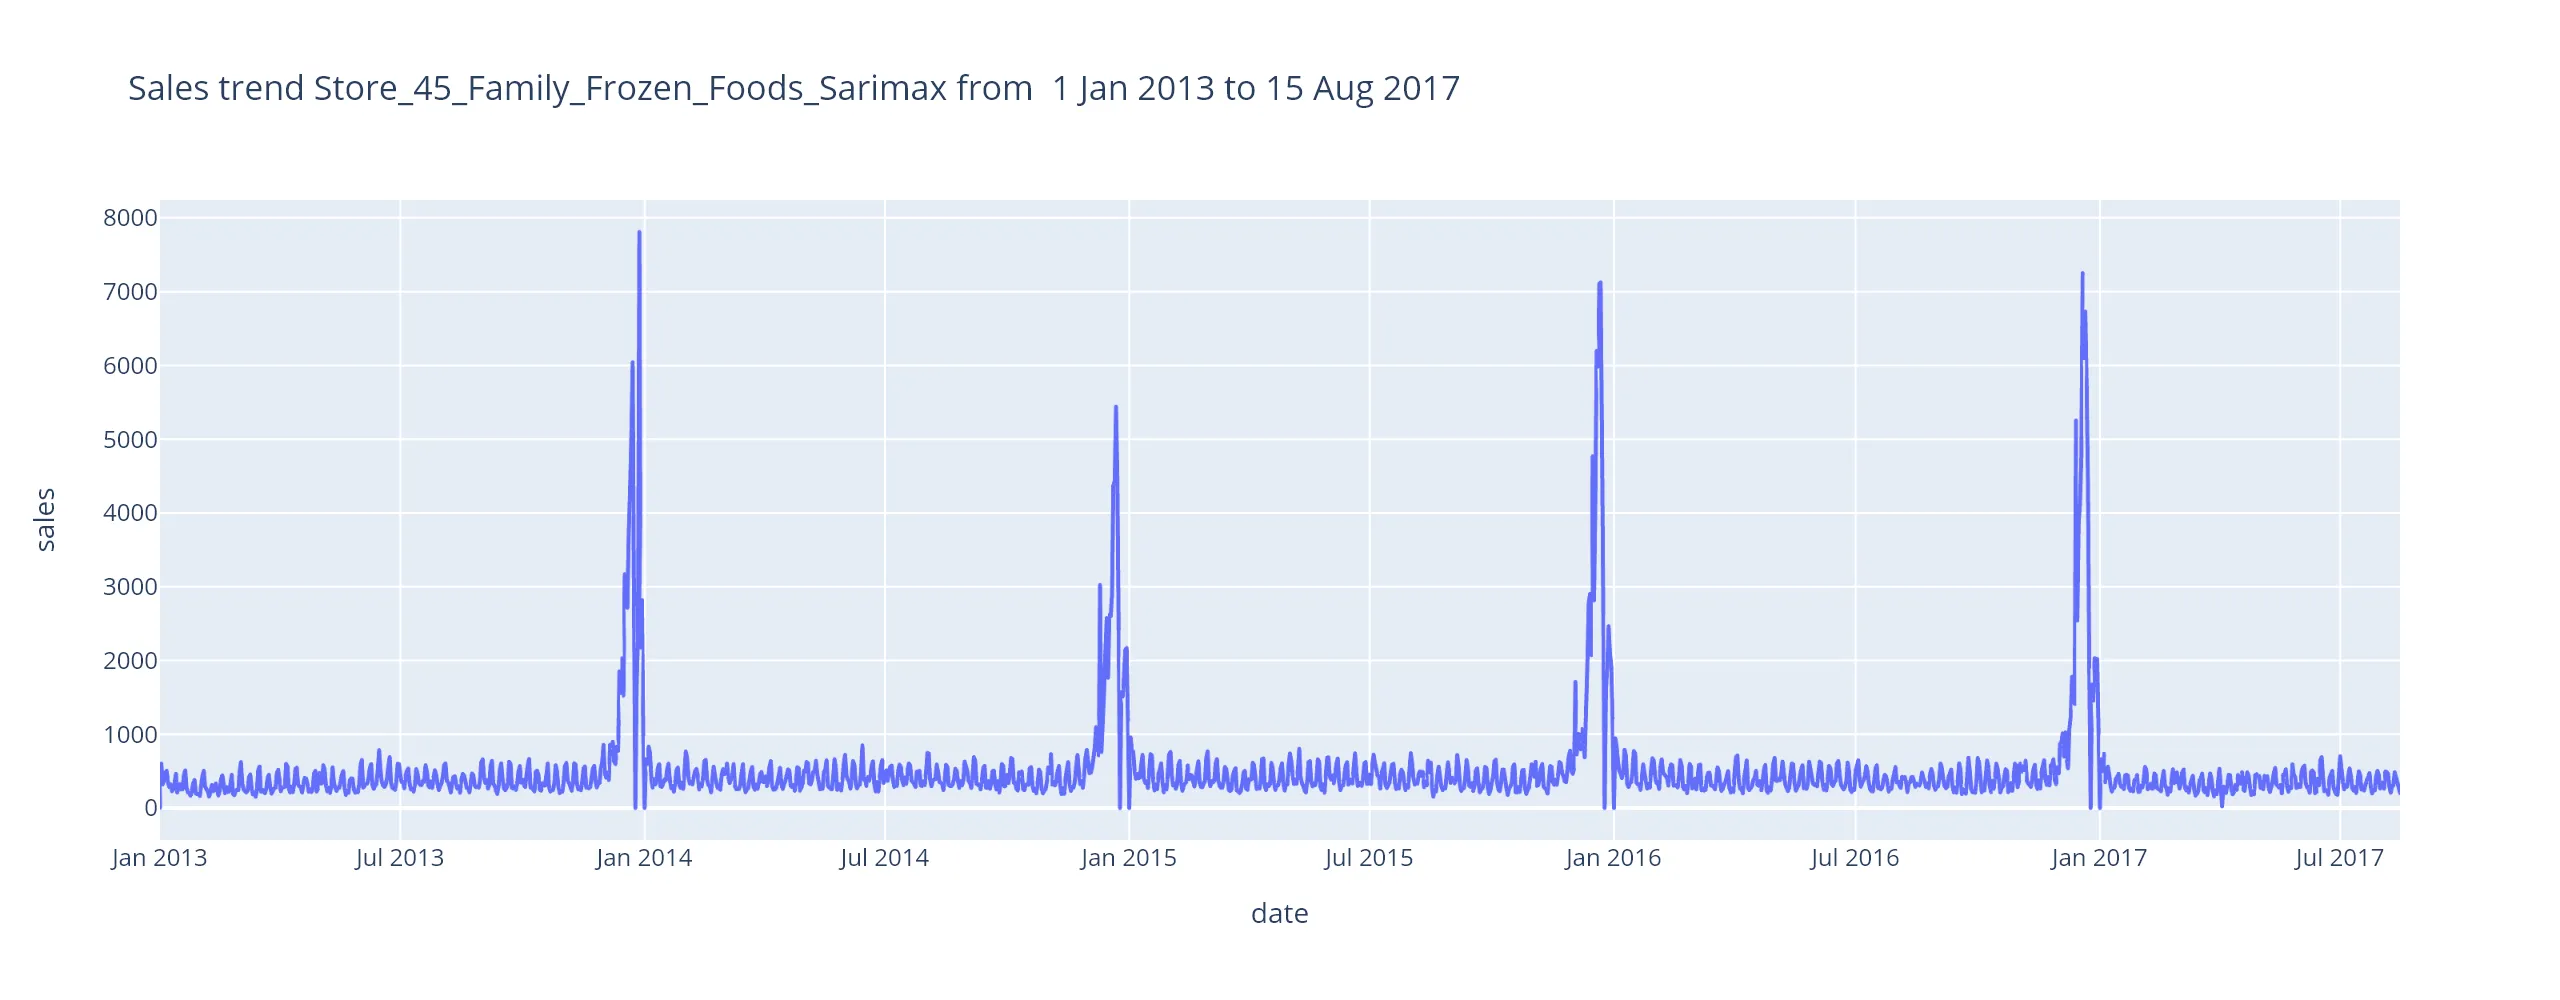 Sales trend Store_45_Family_Frozen_Foods_Sarimax from  1 Jan 2013 to 15 Aug 2017
8000
7000
6000
5000
4000
3000
2000
1000
0
sales
Jan 2013 Jul 2013 Jan 2014 Jul 2014 Jan 2015 Jul 2015 Jan 2016 Jul 2016 Jan 2017 Jul 2017
date